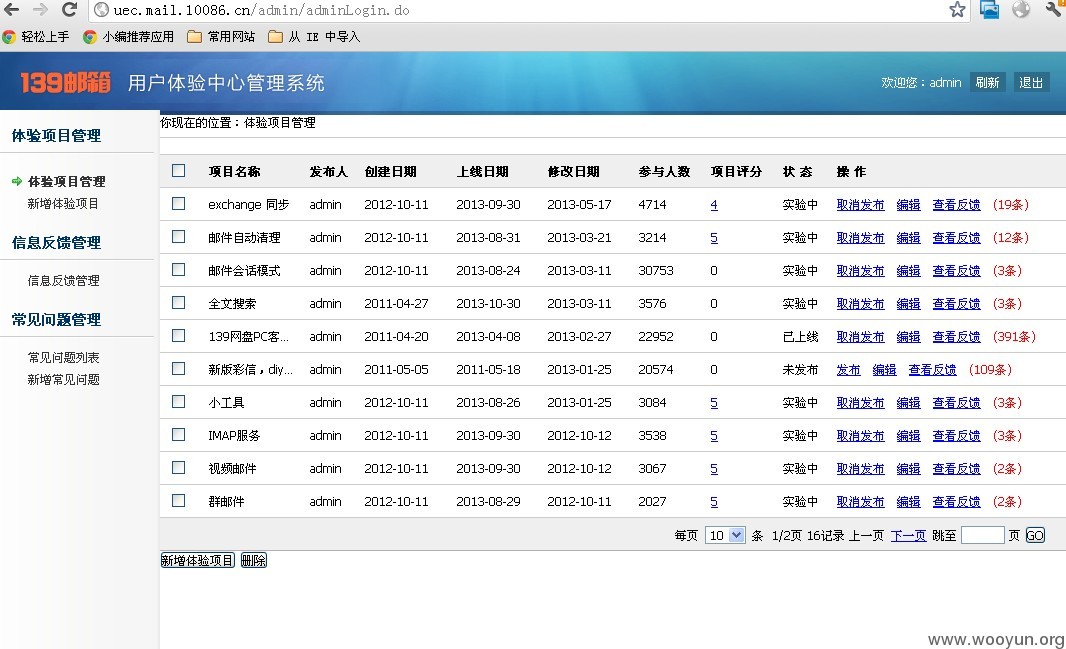 uec.mail.10086.cn/admin/adminLogin.do
轻松上手 小编推荐应用 常用网站 从 IE 中导入
139邮箱 用户体验中心管理系统 欢迎您：admin 刷新 退出
体验项目管理
体验项目管理
新增体验项目
信息反馈管理
信息反馈管理
常见问题管理
常见问题列表
新增常见问题
你现在的位置：体验项目管理
项目名称 发布人 创建日期 上线日期 修改日期 参与人数 项目评分 状 态 操 作
exchange 同步 admin 2012-10-11 2013-09-30 2013-05-17 4714 4 实验中 取消发布 编辑 查看反馈 (19条)
邮件自动清理 admin 2012-10-11 2013-08-31 2013-03-21 3214 5 实验中 取消发布 编辑 查看反馈 (12条)
邮件会话模式 admin 2012-10-11 2013-08-24 2013-03-11 30753 0 实验中 取消发布 编辑 查看反馈 (3条)
全文搜索 admin 2011-04-27 2013-10-30 2013-03-11 3576 0 实验中 取消发布 编辑 查看反馈 (3条)
139网盘PC客... admin 2011-04-20 2013-04-08 2013-02-27 22952 0 已上线 取消发布 编辑 查看反馈 (391条)
新版彩信，diy... admin 2011-05-05 2011-05-18 2013-01-25 20574 0 未发布 发布 编辑 查看反馈 (109条)
小工具 admin 2012-10-11 2013-08-26 2013-01-25 3084 5 实验中 取消发布 编辑 查看反馈 (3条)
IMAP服务 admin 2012-10-11 2013-09-30 2012-10-12 3538 5 实验中 取消发布 编辑 查看反馈 (3条)
视频邮件 admin 2012-10-11 2013-09-30 2012-10-12 3067 5 实验中 取消发布 编辑 查看反馈 (2条)
群邮件 admin 2012-10-11 2013-08-29 2012-10-11 2027 5 实验中 取消发布 编辑 查看反馈 (2条)
每页 10 条 1/2页 16记录 上一页 下一页 跳至 页 GO
新增体验项目 删除
www.wooyun.org